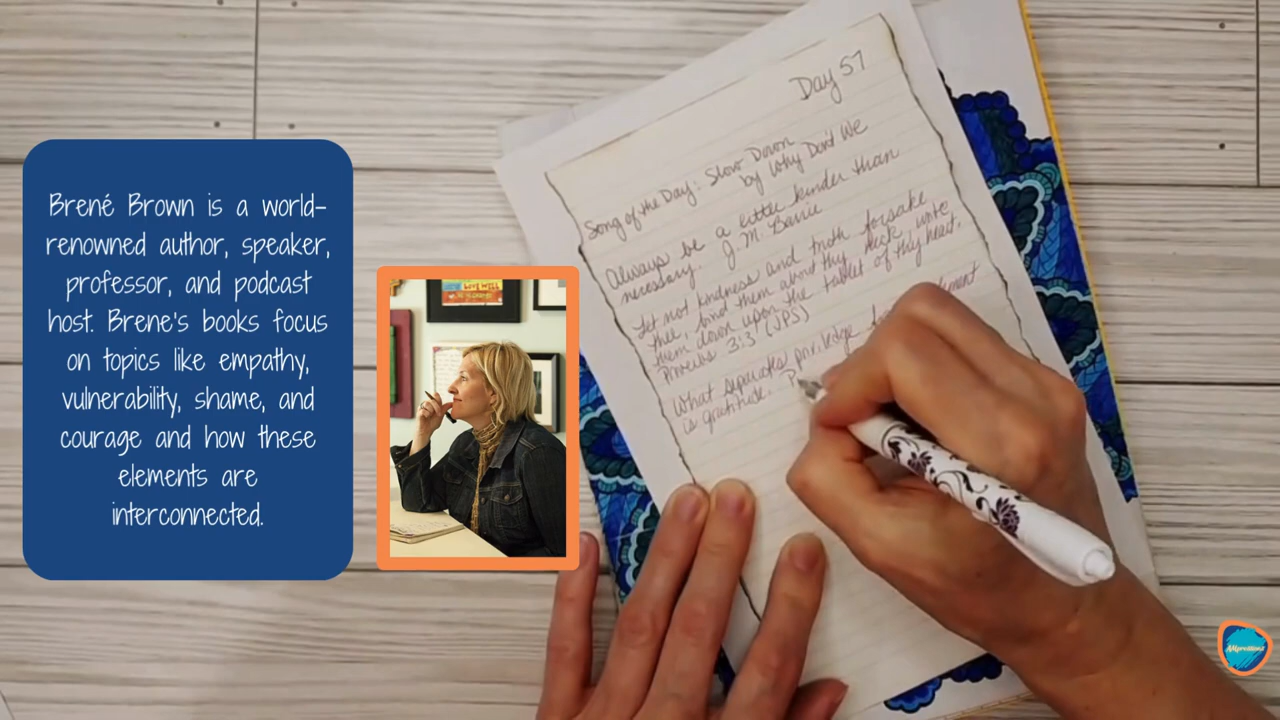 Brené Brown is a world-
renowned author, speaker,
professor, and podcast
host. Brene's books focus
on topics like empathy,
vulnerability, shame, and
courage and how these
elements are
interconnected.
Day 57
Song of the Day: Slow Down
by Why Don't We
Always be a little kinder than
necessary. J. M. Barrie
Let not kindness and truth forsake
thee, bind them about thy neck, write
them down upon the tablet of thy heart.
Proverbs 3:3 (JPS)
What separates privledge
is gratitude.